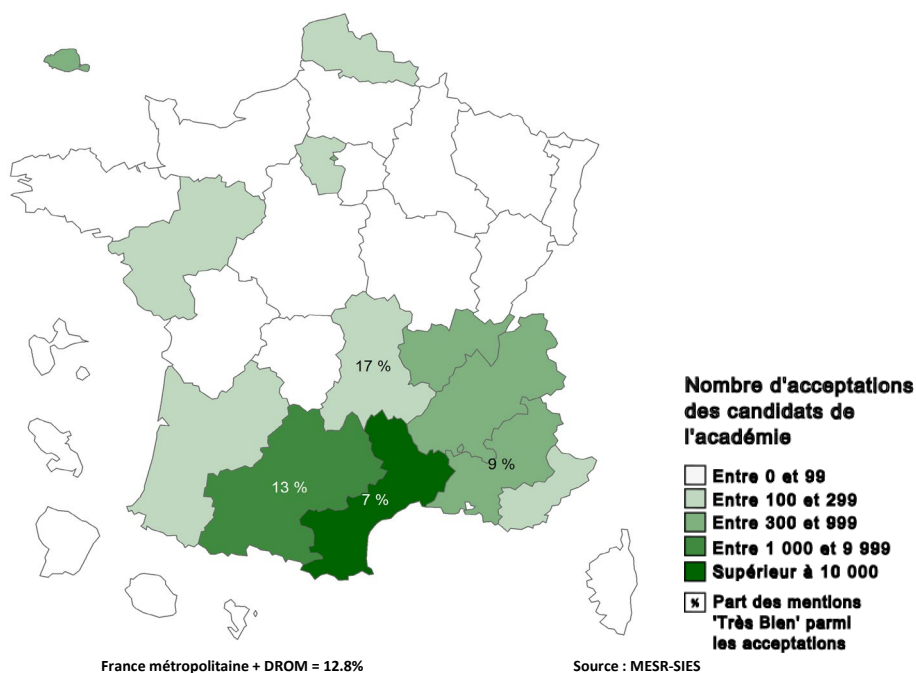 17 %
9 %
13 %
7 %
Nombre d'acceptations
des candidats de
l'académie
Entre 0 et 99
Entre 100 et 299
Entre 300 et 999
Entre 1 000 et 9 999
Supérieur à 10 000
% Part des mentions
'Très Bien' parmi
les acceptations
France métropolitaine + DROM = 12.8%
Source : MESR-SIES